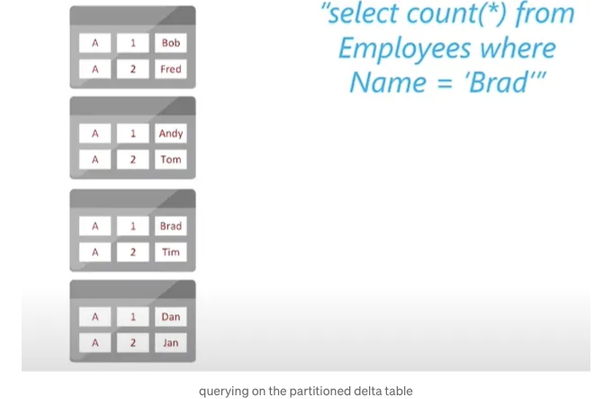 A 1 Bob
A 2 Fred
A 1 Andy
A 2 Tom
A 1 Brad
A 2 Tim
A 1 Dan
A 2 Jan
“select count(*) from
Employees where
Name = ‘Brad’”
querying on the partitioned delta table